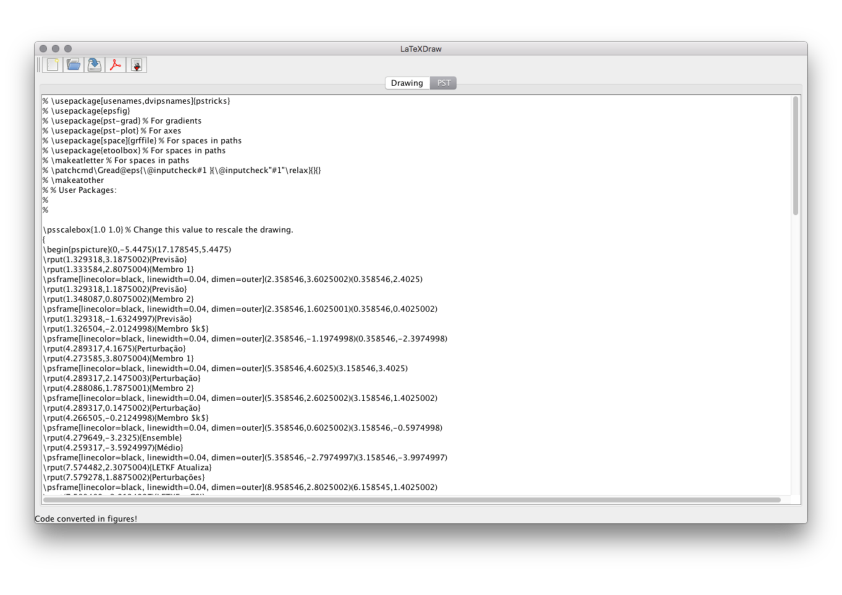 LaTeXDraw
Drawing PST
% \usepackage[usenames,dvipsnames]{pstricks}
% \usepackage{epsfig}
% \usepackage{pst-grad} % For gradients
% \usepackage{pst-plot} % For axes
% \usepackage[space]{grffile} % For spaces in paths
% \usepackage{etoolbox} % For spaces in paths
% \makeatletter % For spaces in paths
% \patchcmd\Gread@eps{\@inputcheck#1 }{\@inputcheck"#1"\relax}{}{}
% \makeatother
% % User Packages:
%
%
\psscalebox{1.0 1.0} % Change this value to rescale the drawing.
{
\begin{pspicture}(0,-5.4475)(17.178545,5.4475)
\rput(1.329318,3.1875002){Previsão}
\rput(1.333584,2.8075004){Membro 1}
\psframe[linecolor=black, linewidth=0.04, dimen=outer](2.358546,3.6025002)(0.358546,2.4025)
\rput(1.329318,1.1875002){Previsão}
\rput(1.348087,0.8075002){Membro 2}
\psframe[linecolor=black, linewidth=0.04, dimen=outer](2.358546,1.6025001)(0.358546,0.4025002)
\rput(1.329318,-1.6324997){Previsão}
\rput(1.326504,-2.0124998){Membro $k$}
\psframe[linecolor=black, linewidth=0.04, dimen=outer](2.358546,-1.1974998)(0.358546,-2.3974998)
\rput(4.289317,4.1675){Perturbação}
\rput(4.273585,3.8075004){Membro 1}
\psframe[linecolor=black, linewidth=0.04, dimen=outer](5.358546,4.6025)(3.158546,3.4025)
\rput(4.289317,2.1475003){Perturbação}
\rput(4.288086,1.7875001){Membro 2}
\psframe[linecolor=black, linewidth=0.04, dimen=outer](5.358546,2.6025002)(3.158546,1.4025002)
\rput(4.289317,0.1475002){Perturbação}
\rput(4.266505,-0.2124998){Membro $k$}
\psframe[linecolor=black, linewidth=0.04, dimen=outer](5.358546,0.6025002)(3.158546,-0.5974998)
\rput(4.279649,-3.2325){Ensemble}
\rput(4.259317,-3.5924997){Médio}
\psframe[linecolor=black, linewidth=0.04, dimen=outer](5.358546,-2.7974997)(3.158546,-3.9974997)
\rput(7.574482,2.3075004){LETKF Atualiza}
\rput(7.579278,1.8875002){Perturbações}
\psframe[linecolor=black, linewidth=0.04, dimen=outer](8.958546,2.8025002)(6.158545,1.4025002)
Code converted in figures!